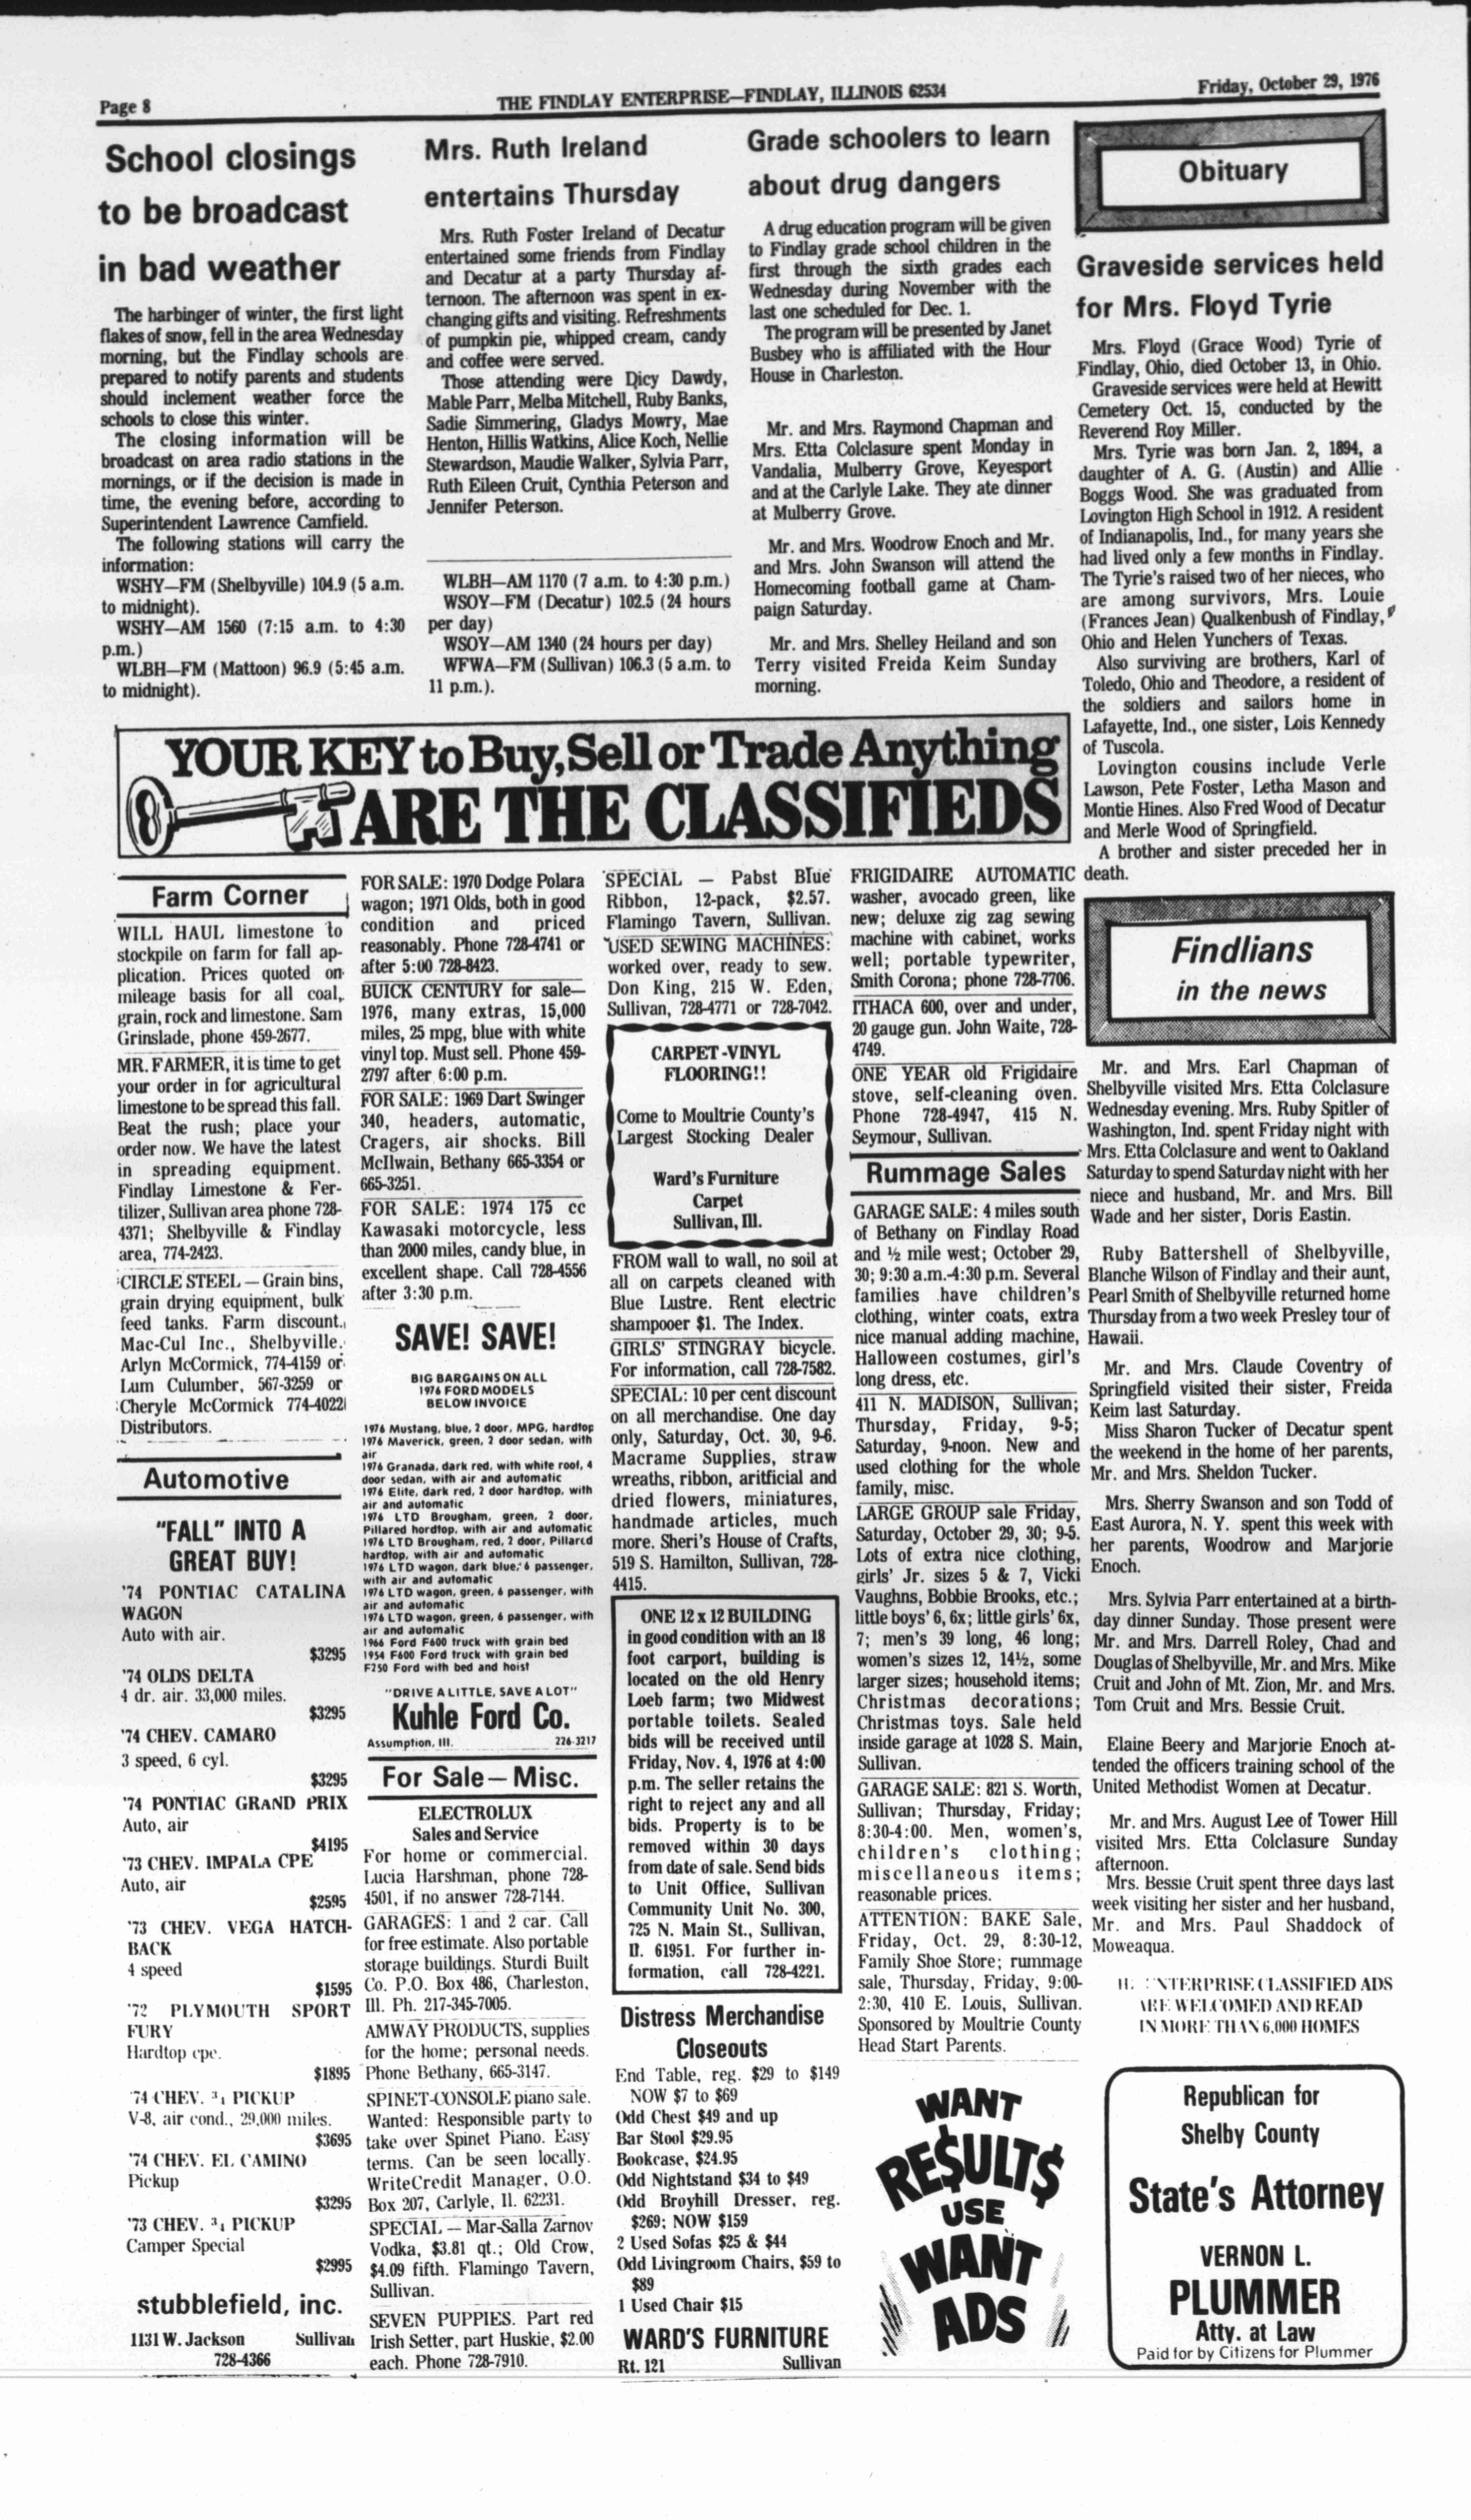 Page 8
THE FINDLAY ENTERPRISE—FINDLAY, ILLINOIS 62534
Friday, October 29, 1976
School closings
to be broadcast
in bad weather
The harbinger of winter, the first light
flakes of snow, fell in the area Wednesday
morning, but the Findlay schools are
prepared to notify parents and students
should inclement weather force the
schools to close this winter.
The closing information will be
broadcast on area radio stations in the
mornings, or if the decision is made in
time, the evening before, according to
Superintendent Lawrence Camfield.
The following stations will carry the
information:
WSHY—FM (Shelbyville) 104.9 (5 a.m.
to midnight).
WSHY—AM 1560 (7:15 a.m. to 4:30
p.m.)
WLBH—FM (Mattoon) 96.9 (5:45 a.m.
to midnight).
WLBH—AM 1170 (7 a.m. to 4:30 p.m.)
WSOY—FM (Decatur) 102.5 (24 hours
per day)
WSOY—AM 1340 (24 hours per day)
WFWA—FM (Sullivan) 106.3 (5 a.m. to
11 p.m.).
Mrs. Ruth Ireland
entertains Thursday
Mrs. Ruth Foster Ireland of Decatur
entertained some friends from Findlay
and Decatur at a party Thursday af-
ternoon. The afternoon was spent in ex-
changing gifts and visiting. Refreshments
of pumpkin pie, whipped cream, candy
and coffee were served.
Those attending were Dicy Dawdy,
Mable Parr, Melba Mitchell, Ruby Banks,
Sadie Simmering, Gladys Mowry, Mae
Henton, Hillis Watkins, Alice Koch, Nellie
Stewardson, Maudie Walker, Sylvia Parr,
Ruth Eileen Cruit, Cynthia Peterson and
Jennifer Peterson.
Grade schoolers to learn
about drug dangers
A drug education program will be given
to Findlay grade school children in the
first through the sixth grades each
Wednesday during November with the
last one scheduled for Dec. 1.
The program will be presented by Janet
Busbey who is affiliated with the Hour
House in Charleston.
Mr. and Mrs. Raymond Chapman and
Mrs. Etta Colclasure spent Monday in
Vandalia, Mulberry Grove, Keyesport
and at the Carlyle Lake. They ate dinner
at Mulberry Grove.
Mr. and Mrs. Woodrow Enoch and Mr.
and Mrs. John Swanson will attend the
Homecoming football game at Cham-
paign Saturday.
Mr. and Mrs. Shelley Heiland and son
Terry visited Freida Keim Sunday
morning.
Obituary
Graveside services held
for Mrs. Floyd Tyrie
Mrs. Floyd (Grace Wood) Tyrie of
Findlay, Ohio, died October 13, in Ohio.
Graveside services were held at Hewitt
Cemetery Oct. 15, conducted by the
Reverend Roy Miller.
Mrs. Tyrie was born Jan. 2, 1894, a
daughter of A. G. (Austin) and Allie
Boggs Wood. She was graduated from
Lovington High School in 1912. A resident
of Indianapolis, Ind., for many years she
had lived only a few months in Findlay.
The Tyrie's raised two of her nieces, who
are among survivors, Mrs. Louie
(Frances Jean) Qualkenbush of Findlay,
Ohio and Helen Yunchers of Texas.
Also surviving are brothers, Karl of
Toledo, Ohio and Theodore, a resident of
the soldiers and sailors home in
Lafayette, Ind., one sister, Lois Kennedy
of Tuscola.
Lovington cousins include Verle
Lawson, Pete Foster, Letha Mason and
Montie Hines. Also Fred Wood of Decatur
and Merle Wood of Springfield.
A brother and sister preceded her in
death.
YOUR KEY to Buy, Sell or Trade Anything
ARE THE CLASSIFIEDS
Farm Corner
WILL HAUL limestone to
stockpile on farm for fall ap-
plication. Prices quoted on
mileage basis for all coal,
grain, rock and limestone. Sam
Grinslade, phone 459-2677.
MR. FARMER, it is time to get
your order in for agricultural
limestone to be spread this fall.
Beat the rush; place your
order now. We have the latest
in spreading equipment.
Findlay Limestone & Fer-
tilizer, Sullivan area phone 728-
4371; Shelbyville & Findlay
area, 774-2423.
CIRCLE STEEL — Grain bins,
grain drying equipment, bulk
feed tanks. Farm discount.
Mac-Cul Inc., Shelbyville.
Arlyn McCormick, 774-4159 or
Lum Culumber, 567-3259 or
Cheryle McCormick 774-4022
Distributors.
Automotive
"FALL" INTO A
GREAT BUY!
'74 PONTIAC CATALINA
WAGON
Auto with air.
$3295
'74 OLDS DELTA
4 dr. air. 33,000 miles.
$3295
'74 CHEV. CAMARO
3 speed, 6 cyl.
$3295
'74 PONTIAC GRAND PRIX
Auto, air
$4195
'73 CHEV. IMPALA CPE
Auto, air
$2595
'73 CHEV. VEGA HATCH-
BACK
4 speed
$1595
'72 PLYMOUTH SPORT
FURY
Hardtop cpe.
$1895
'74 CHEV. ¾ PICKUP
V-8, air cond., 29,000 miles.
$3695
'74 CHEV. EL CAMINO
Pickup
$3295
'73 CHEV. ¾ PICKUP
Camper Special
$2995
stubblefield, inc.
1131 W. Jackson Sullivan
728-4366
FOR SALE: 1970 Dodge Polara
wagon; 1971 Olds, both in good
condition and priced
reasonably. Phone 728-4741 or
after 5:00 728-8423.
BUICK CENTURY for sale—
1976, many extras, 15,000
miles, 25 mpg, blue with white
vinyl top. Must sell. Phone 459-
2797 after 6:00 p.m.
FOR SALE: 1969 Dart Swinger
340, headers, automatic,
Cragers, air shocks. Bill
McIlwain, Bethany 665-3354 or
665-3251.
FOR SALE: 1974 175 cc
Kawasaki motorcycle, less
than 2000 miles, candy blue, in
excellent shape. Call 728-4556
after 3:30 p.m.
SAVE! SAVE!
BIG BARGAINS ON ALL
1976 FORD MODELS
BELOW INVOICE
1976 Mustang, blue, 2 door, MPG, hardtop
1976 Maverick, green, 2 door sedan, with
air
1976 Granada, dark red, with white roof, 4
door sedan, with air and automatic
1976 Elite, dark red, 2 door hardtop, with
air and automatic
1976 LTD Brougham, green, 2 door,
Pillared hordtop, with air and automatic
1976 LTD Brougham, red, 2 door, Pillared
hardtop, with air and automatic
1976 LTD wagon, dark blue, 6 passenger,
with air and automatic
1976 LTD wagon, green, 6 passenger, with
air and automatic
1976 LTD wagon, green, 6 passenger, with
air and automatic
1966 Ford F600 truck with grain bed
1954 F600 Ford truck with grain bed
F250 Ford with bed and hoist
"DRIVE A LITTLE, SAVE A LOT"
Kuhle Ford Co.
Assumption, Ill. 226-3217
For Sale— Misc.
ELECTROLUX
Sales and Service
For home or commercial.
Lucia Harshman, phone 728-
4501, if no answer 728-7144.
GARAGES: 1 and 2 car. Call
for free estimate. Also portable
storage buildings. Sturdi Built
Co. P.O. Box 486, Charleston,
Ill. Ph. 217-345-7005.
AMWAY PRODUCTS, supplies
for the home; personal needs.
Phone Bethany, 665-3147.
SPINET-CONSOLE piano sale.
Wanted: Responsible party to
take over Spinet Piano. Easy
terms. Can be seen locally.
WriteCredit Manager, O.O.
Box 207, Carlyle, Il. 62231.
SPECIAL — Mar-Salla Zarnov
Vodka, $3.81 qt.; Old Crow,
$4.09 fifth. Flamingo Tavern,
Sullivan.
SEVEN PUPPIES. Part red
Irish Setter, part Huskie, $2.00
each. Phone 728-7910.
SPECIAL — Pabst Blue
Ribbon, 12-pack, $2.57.
Flamingo Tavern, Sullivan.
USED SEWING MACHINES:
worked over, ready to sew.
Don King, 215 W. Eden,
Sullivan, 728-4771 or 728-7042.
CARPET-VINYL
FLOORING!!
Come to Moultrie County's
Largest Stocking Dealer
Ward's Furniture
Carpet
Sullivan, Ill.
FROM wall to wall, no soil at
all on carpets cleaned with
Blue Lustre. Rent electric
shampooer $1. The Index.
GIRLS' STINGRAY bicycle.
For information, call 728-7582.
SPECIAL: 10 per cent discount
on all merchandise. One day
only, Saturday, Oct. 30, 9-6.
Macrame Supplies, straw
wreaths, ribbon, aritficial and
dried flowers, miniatures,
handmade articles, much
more. Sheri's House of Crafts,
519 S. Hamilton, Sullivan, 728-
4415.
ONE 12 x 12 BUILDING
in good condition with an 18
foot carport, building is
located on the old Henry
Loeb farm; two Midwest
portable toilets. Sealed
bids will be received until
Friday, Nov. 4, 1976 at 4:00
p.m. The seller retains the
right to reject any and all
bids. Property is to be
removed within 30 days
from date of sale. Send bids
to Unit Office, Sullivan
Community Unit No. 300,
725 N. Main St., Sullivan,
Il. 61951. For further in-
formation, call 728-4221.
Distress Merchandise
Closeouts
End Table, reg. $29 to $149
NOW $7 to $69
Odd Chest $49 and up
Bar Stool $29.95
Bookcase, $24.95
Odd Nightstand $34 to $49
Odd Broyhill Dresser, reg.
$269; NOW $159
2 Used Sofas $25 & $44
Odd Livingroom Chairs, $59 to
$89
1 Used Chair $15
WARD'S FURNITURE
Rt. 121 Sullivan
FRIGIDAIRE AUTOMATIC
washer, avocado green, like
new; deluxe zig zag sewing
machine with cabinet, works
well; portable typewriter,
Smith Corona; phone 728-7706.
ITHACA 600, over and under,
20 gauge gun. John Waite, 728-
4749.
ONE YEAR old Frigidaire
stove, self-cleaning oven.
Phone 728-4947, 415 N.
Seymour, Sullivan.
Rummage Sales
GARAGE SALE: 4 miles south
of Bethany on Findlay Road
and ½ mile west; October 29,
30; 9:30 a.m.-4:30 p.m. Several
families have children's
clothing, winter coats, extra
nice manual adding machine,
Halloween costumes, girl's
long dress, etc.
411 N. MADISON, Sullivan;
Thursday, Friday, 9-5;
Saturday, 9-noon. New and
used clothing for the whole
family, misc.
LARGE GROUP sale Friday,
Saturday, October 29, 30; 9-5.
Lots of extra nice clothing,
girls' Jr. sizes 5 & 7, Vicki
Vaughns, Bobbie Brooks, etc.;
little boys' 6, 6x; little girls' 6x,
7; men's 39 long, 46 long;
women's sizes 12, 14½, some
larger sizes; household items;
Christmas decorations;
Christmas toys. Sale held
inside garage at 1028 S. Main,
Sullivan.
GARAGE SALE: 821 S. Worth,
Sullivan; Thursday, Friday;
8:30-4:00. Men, women's,
children's clothing;
miscellaneous items;
reasonable prices.
ATTENTION: BAKE Sale,
Friday, Oct. 29, 8:30-12,
Family Shoe Store; rummage
sale, Thursday, Friday, 9:00-
2:30, 410 E. Louis, Sullivan.
Sponsored by Moultrie County
Head Start Parents.
WANT
RE$ULT$
USE
WANT
ADS
Findlians
in the news
Mr. and Mrs. Earl Chapman of
Shelbyville visited Mrs. Etta Colclasure
Wednesday evening. Mrs. Ruby Spitler of
Washington, Ind. spent Friday night with
Mrs. Etta Colclasure and went to Oakland
Saturday to spend Saturday night with her
niece and husband, Mr. and Mrs. Bill
Wade and her sister, Doris Eastin.
Ruby Battershell of Shelbyville,
Blanche Wilson of Findlay and their aunt,
Pearl Smith of Shelbyville returned home
Thursday from a two week Presley tour of
Hawaii.
Mr. and Mrs. Claude Coventry of
Springfield visited their sister, Freida
Keim last Saturday.
Miss Sharon Tucker of Decatur spent
the weekend in the home of her parents,
Mr. and Mrs. Sheldon Tucker.
Mrs. Sherry Swanson and son Todd of
East Aurora, N. Y. spent this week with
her parents, Woodrow and Marjorie
Enoch.
Mrs. Sylvia Parr entertained at a birth-
day dinner Sunday. Those present were
Mr. and Mrs. Darrell Roley, Chad and
Douglas of Shelbyville, Mr. and Mrs. Mike
Cruit and John of Mt. Zion, Mr. and Mrs.
Tom Cruit and Mrs. Bessie Cruit.
Elaine Beery and Marjorie Enoch at-
tended the officers training school of the
United Methodist Women at Decatur.
Mr. and Mrs. August Lee of Tower Hill
visited Mrs. Etta Colclasure Sunday
afternoon.
Mrs. Bessie Cruit spent three days last
week visiting her sister and her husband,
Mr. and Mrs. Paul Shaddock of
Moweaqua.
CLASSIFIED ADS
ARE WELCOMED AND READ
IN MORE THAN 6,000 HOMES
Republican for
Shelby County
State's Attorney
VERNON L.
PLUMMER
Atty. at Law
Paid for by Citizens for Plummer